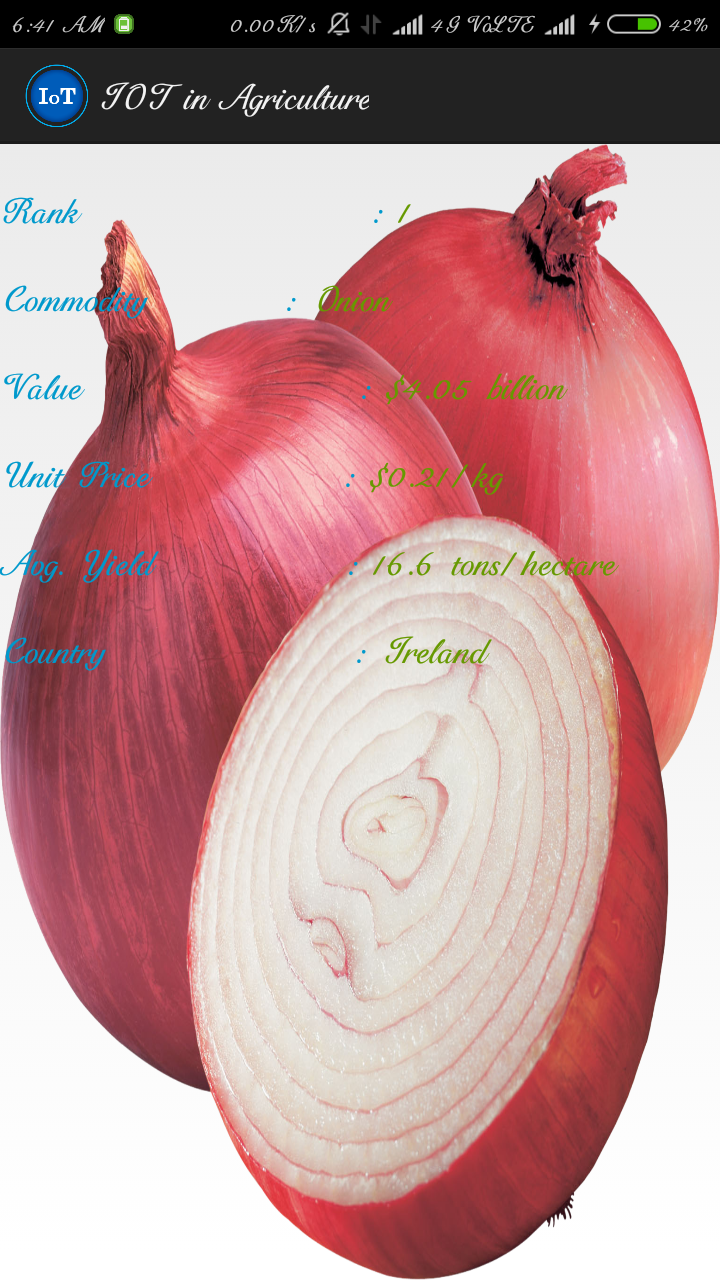 6:41 AM 0.00K/s 4G VoLTE 42%
IoT IOT in Agriculture
Rank : 1
Commodity : Onion
Value : $4.05 billion
Unit Price : $0.21/kg
Avg. Yield : 16.6 tons/hectare
Country : Ireland